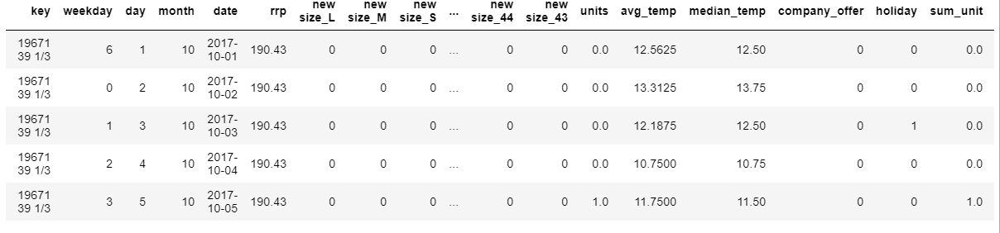 key weekday day month date rrp new size_L new size_M new size_S ... new size_44 new size_43 units avg_temp median_temp company_offer holiday sum_unit
19671 39 1/3 6 1 10 2017-10-01 190.43 0 0 0 ... 0 0 0.0 12.5625 12.50 0 0 0.0
19671 39 1/3 0 2 10 2017-10-02 190.43 0 0 0 ... 0 0 0.0 13.3125 13.75 0 0 0.0
19671 39 1/3 1 3 10 2017-10-03 190.43 0 0 0 ... 0 0 0.0 12.1875 12.50 0 1 0.0
19671 39 1/3 2 4 10 2017-10-04 190.43 0 0 0 ... 0 0 0.0 10.7500 10.75 0 0 0.0
19671 39 1/3 3 5 10 2017-10-05 190.43 0 0 0 ... 0 0 1.0 11.7500 11.50 0 0 1.0